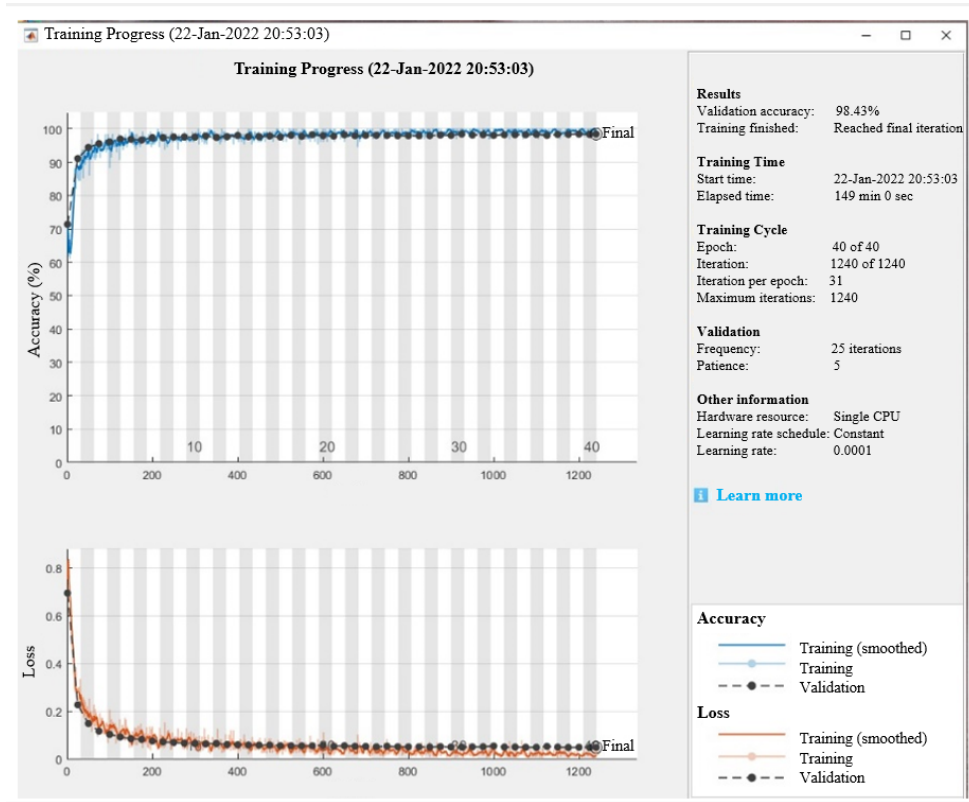 Training Progress (22-Jan-2022 20:53:03)
Training Progress (22-Jan-2022 20:53:03)
Accuracy (%)
100
90
80
70
60
50
40
30
20
10
0
10 20 30 40
0 200 400 600 800 1000 1200
Final
Loss
0.8
0.6
0.4
0.2
0
10 20 30 40
0 200 400 600 800 1000 1200
Final
Results
Validation accuracy: 98.43%
Training finished: Reached final iteration
Training Time
Start time: 22-Jan-2022 20:53:03
Elapsed time: 149 min 0 sec
Training Cycle
Epoch: 40 of 40
Iteration: 1240 of 1240
Iteration per epoch: 31
Maximum iterations: 1240
Validation
Frequency: 25 iterations
Patience: 5
Other information
Hardware resource: Single CPU
Learning rate schedule: Constant
Learning rate: 0.0001
i Learn more
Accuracy
Training (smoothed)
Training
Validation
Loss
Training (smoothed)
Training
Validation